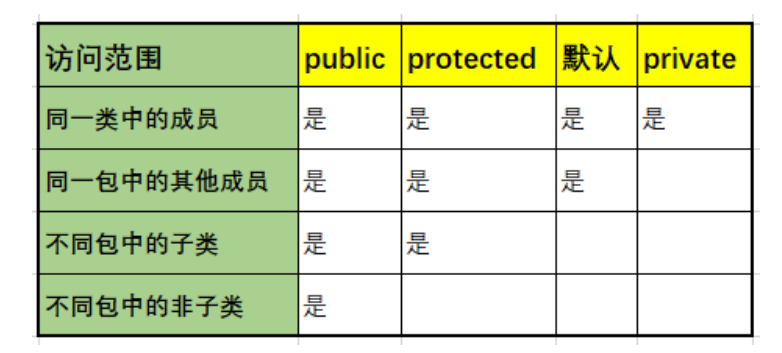 访问范围 public protected 默认 private
同一类中的成员 是 是 是 是
同一包中的其他成员 是 是 是
不同包中的子类 是 是
不同包中的非子类 是